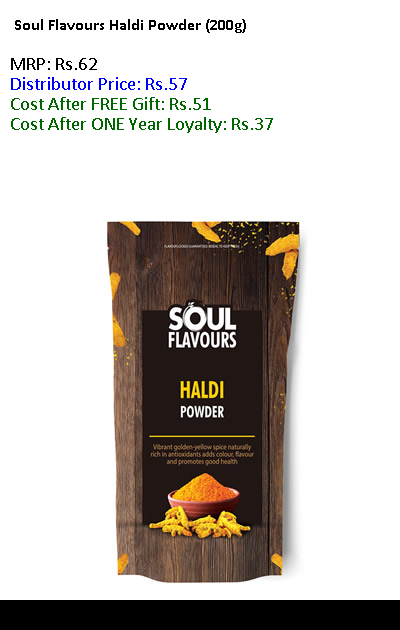 Soul Flavours Haldi Powder (200g)
MRP: Rs.62
Distributor Price: Rs.57
Cost After FREE Gift: Rs.51
Cost After ONE Year Loyalty: Rs.37
SOUL
FLAVOURS
HALDI
POWDER
Vibrant golden-yellow spice naturally
rich in antioxidants adds colour, flavour
and promotes good health